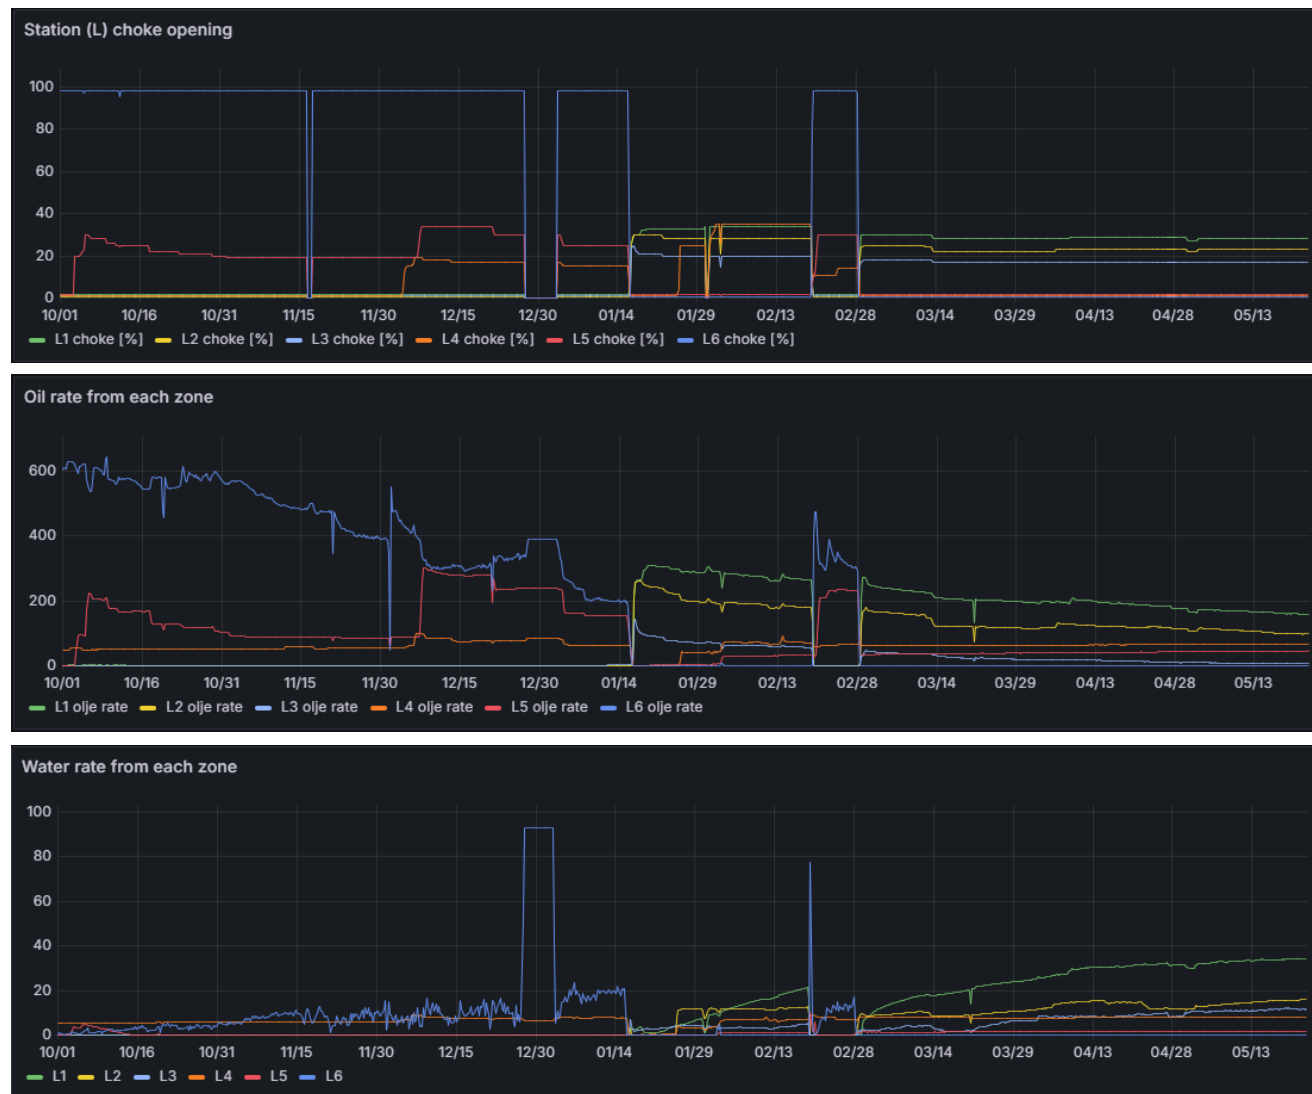 Station (L) choke opening
100
80
60
40
20
0
10/01 10/16 10/31 11/15 11/30 12/15 12/30 01/14 01/29 02/13 02/28 03/14 03/29 04/13 04/28 05/13
L1 choke [%] L2 choke [%] L3 choke [%] L4 choke [%] L5 choke [%] L6 choke [%]
Oil rate from each zone
600
400
200
0
10/01 10/16 10/31 11/15 11/30 12/15 12/30 01/14 01/29 02/13 02/28 03/14 03/29 04/13 04/28 05/13
L1 olje rate L2 olje rate L3 olje rate L4 olje rate L5 olje rate L6 olje rate
Water rate from each zone
100
80
60
40
20
0
10/01 10/16 10/31 11/15 11/30 12/15 12/30 01/14 01/29 02/13 02/28 03/14 03/29 04/13 04/28 05/13
L1 L2 L3 L4 L5 L6